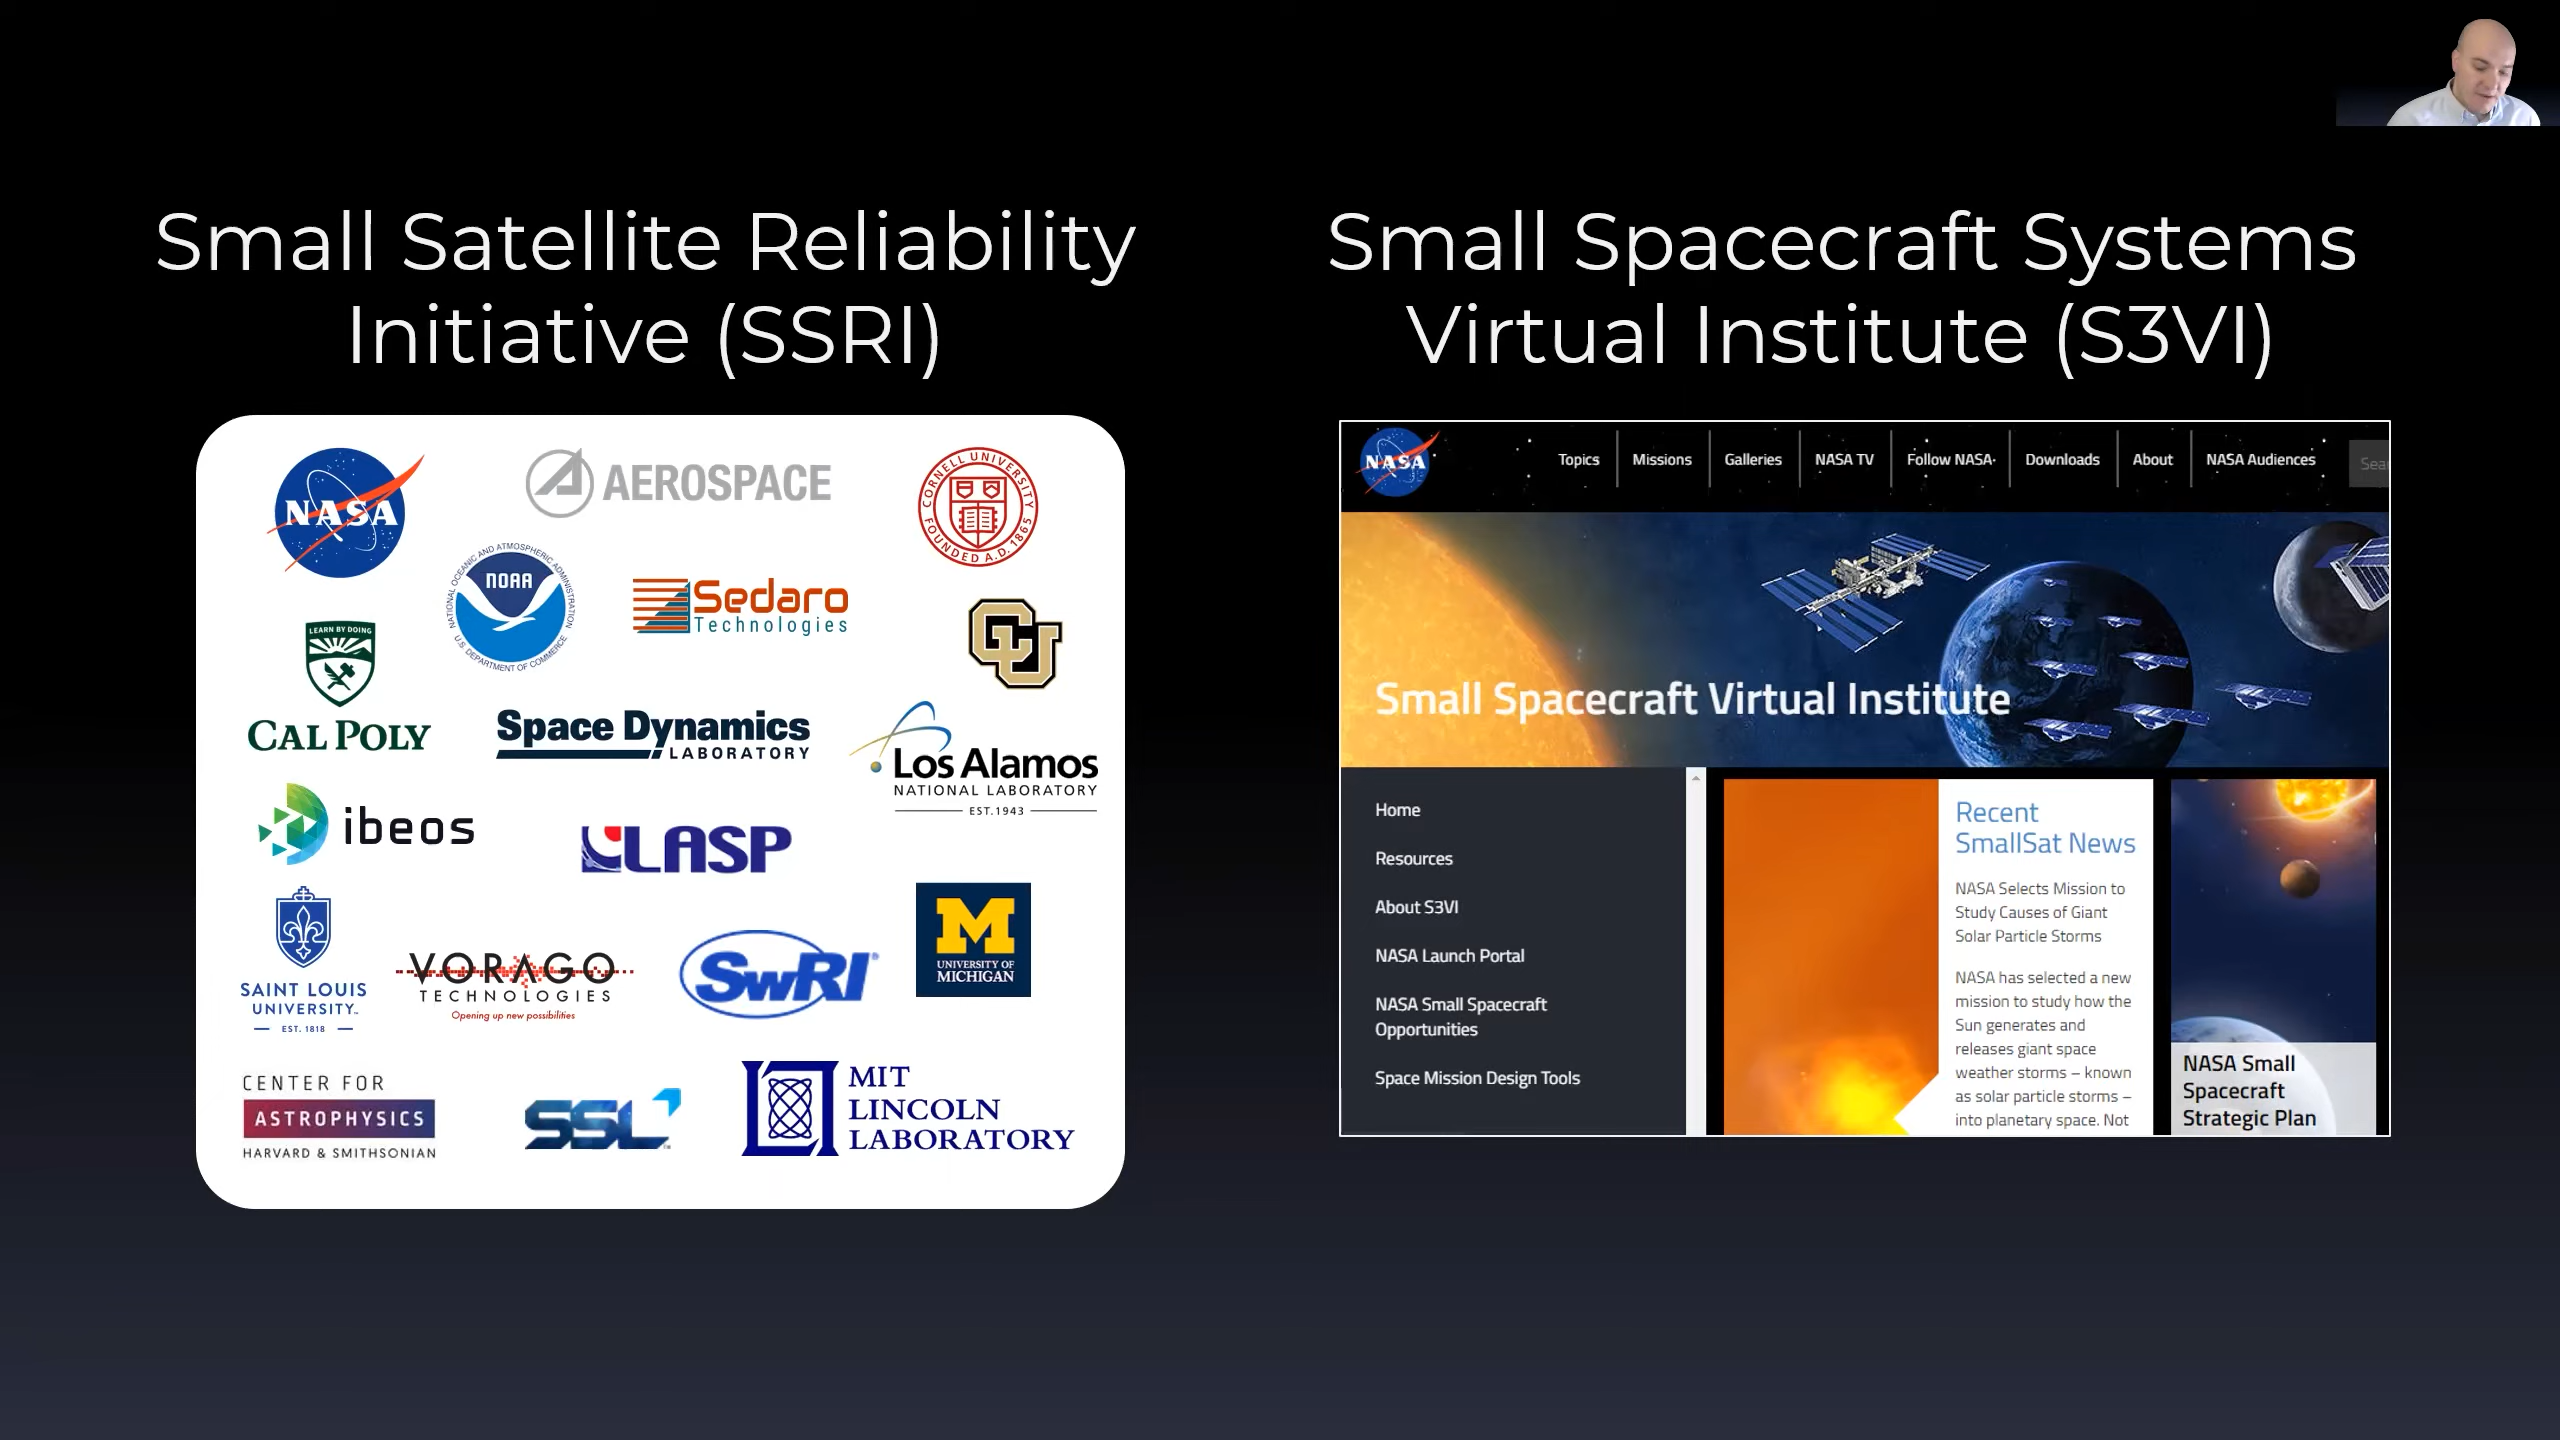 Small Satellite Reliability
Initiative (SSRI)
NASA
AEROSPACE
CORNELL UNIVERSITY
FOUNDED A.D. 1865
NATIONAL OCEANIC AND ATMOSPHERIC ADMINISTRATION
NOAA
U.S. DEPARTMENT OF COMMERCE
Sedaro
Technologies
LEARN BY DOING
CAL POLY
CU
Space Dynamics
LABORATORY
Los Alamos
NATIONAL LABORATORY
EST.1943
ibeos
LASP
SAINT LOUIS
UNIVERSITY™
EST. 1818
VORAGO
TECHNOLOGIES
Opening up new possibilities
SwRI®
M
UNIVERSITY OF
MICHIGAN
CENTER FOR
ASTROPHYSICS
HARVARD & SMITHSONIAN
SSL
MIT
LINCOLN
LABORATORY
Small Spacecraft Systems
Virtual Institute (S3VI)
NASA
Topics
Missions
Galleries
NASA TV
Follow NASA
Downloads
About
NASA Audiences
Sea
Small Spacecraft Virtual Institute
Home
Resources
About S3VI
NASA Launch Portal
NASA Small Spacecraft
Opportunities
Space Mission Design Tools
Recent
SmallSat News
NASA Selects Mission to
Study Causes of Giant
Solar Particle Storms
NASA has selected a new
mission to study how the
Sun generates and
releases giant space
weather storms – known
as solar particle storms –
into planetary space. Not
NASA Small
Spacecraft
Strategic Plan